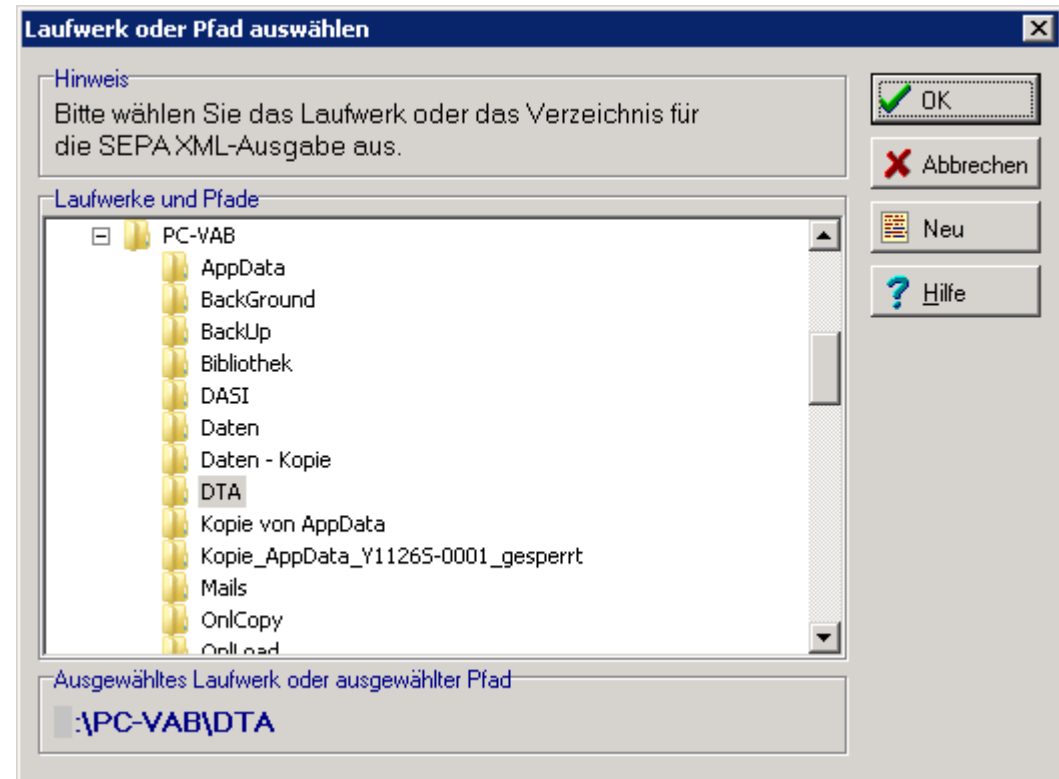 Laufwerk oder Pfad auswählen
Hinweis
Bitte wählen Sie das Laufwerk oder das Verzeichnis für
die SEPA XML-Ausgabe aus.
OK
Abbrechen
Neu
Hilfe
Laufwerke und Pfade
PC-VAB
AppData
BackGround
BackUp
Bibliothek
DASI
Daten
Daten - Kopie
DTA
Kopie von AppData
Kopie_AppData_Y1126S-0001_gesperrt
Mails
OnlCopy
OnlLoad
Ausgewähltes Laufwerk oder ausgewählter Pfad
:\PC-VAB\DTA